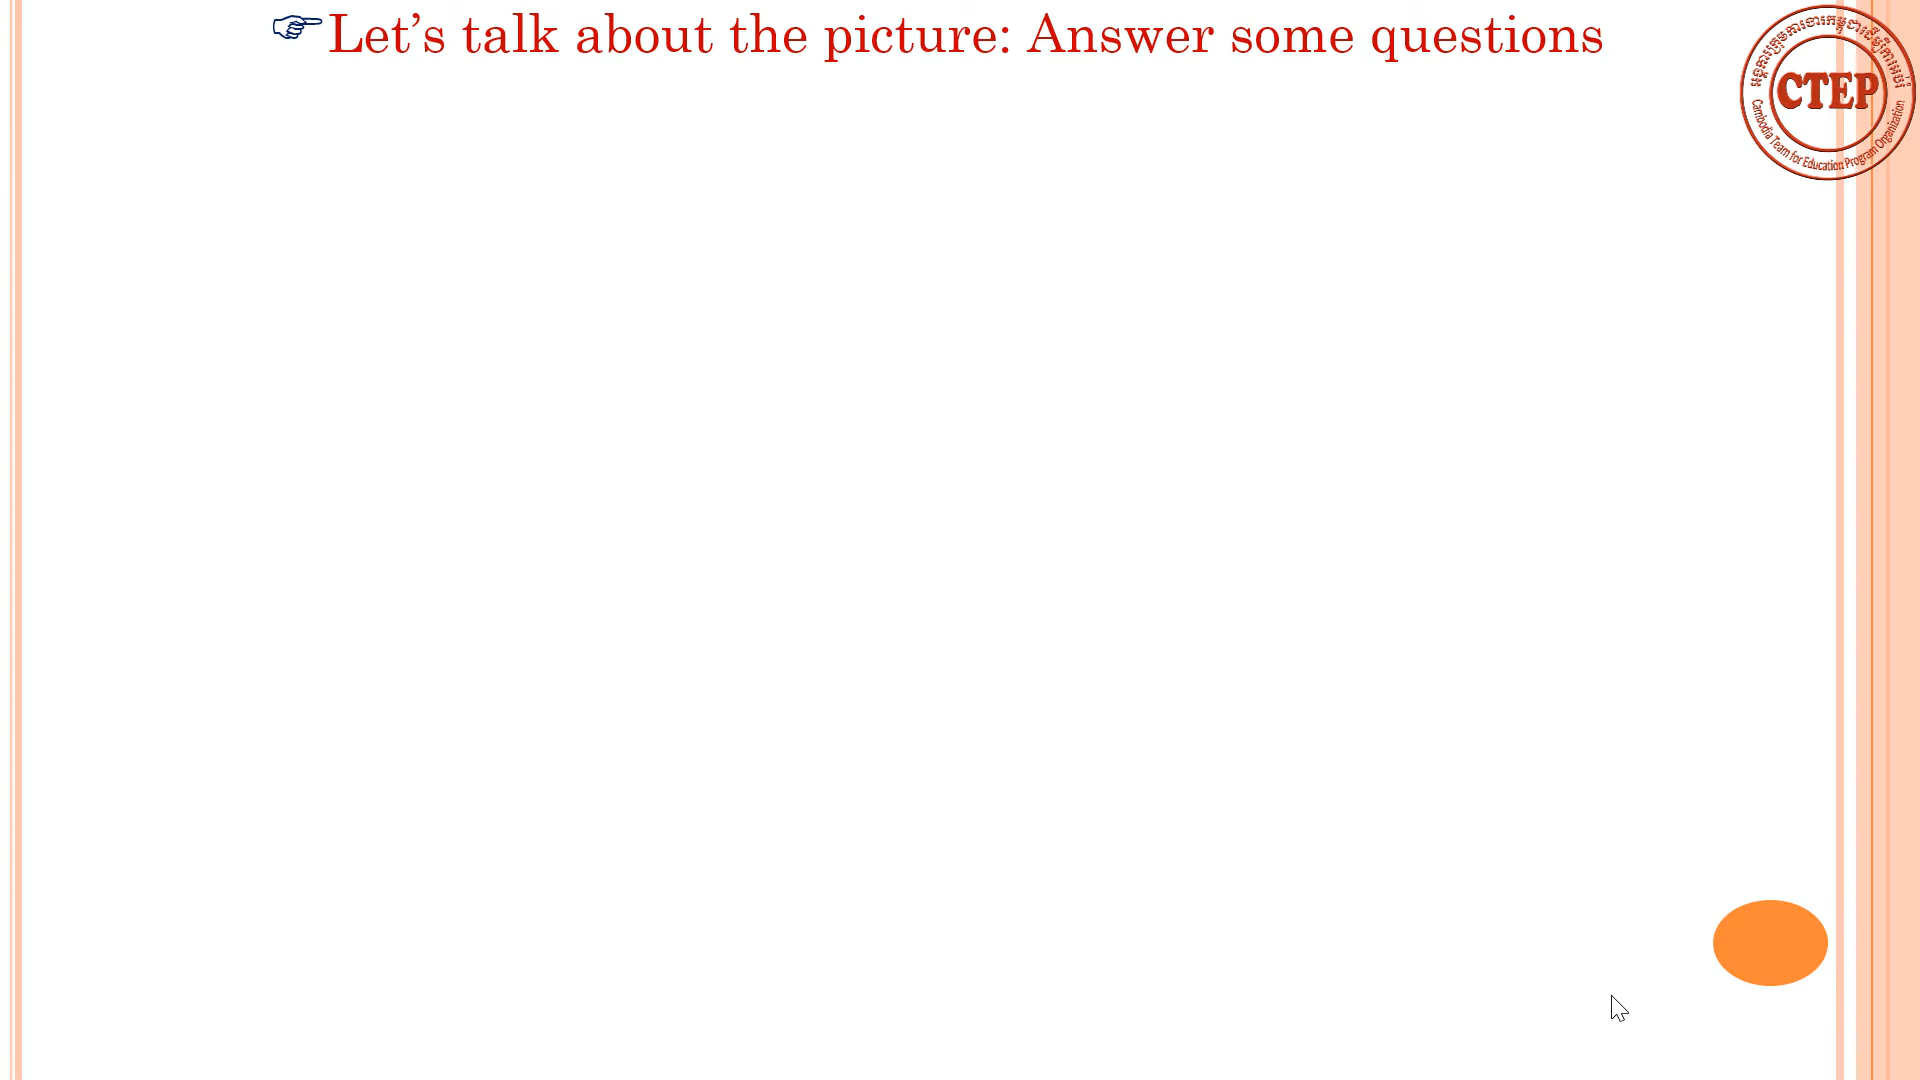 ☞Let’s talk about the picture: Answer some questions
CTEP
Cambodia Team for Education Program Organization